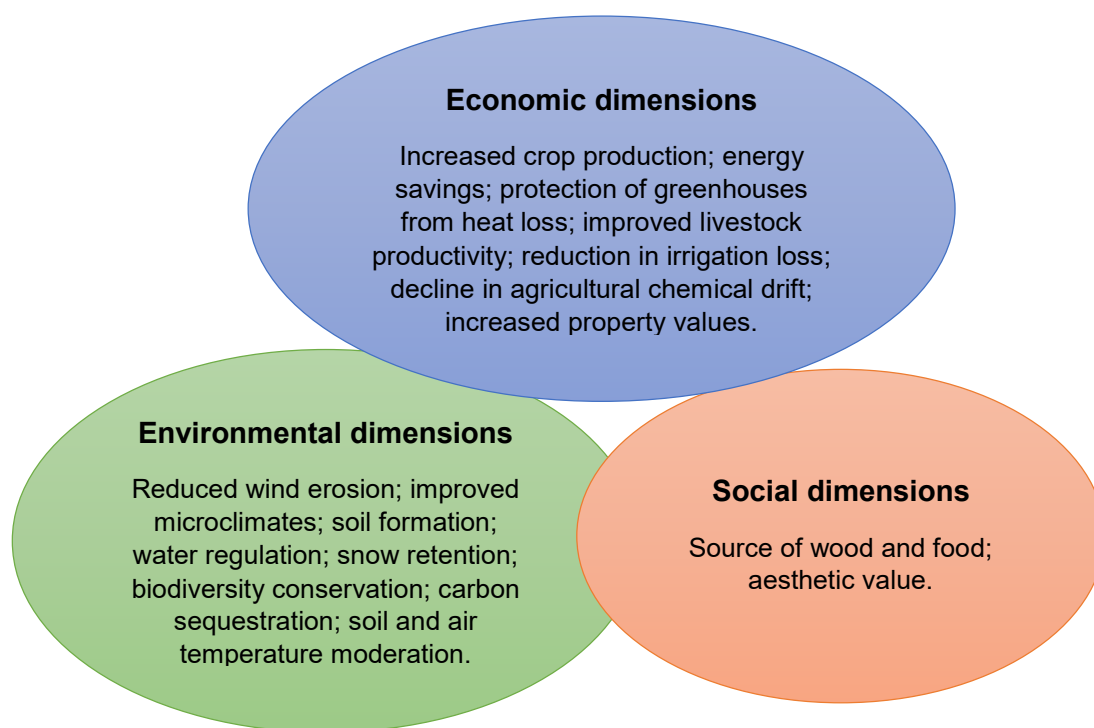 Economic dimensions
Increased crop production; energy
savings; protection of greenhouses
from heat loss; improved livestock
productivity; reduction in irrigation loss;
decline in agricultural chemical drift;
increased property values.
Environmental dimensions
Reduced wind erosion; improved
microclimates; soil formation;
water regulation; snow retention;
biodiversity conservation; carbon
sequestration; soil and air
temperature moderation.
Social dimensions
Source of wood and food;
aesthetic value.